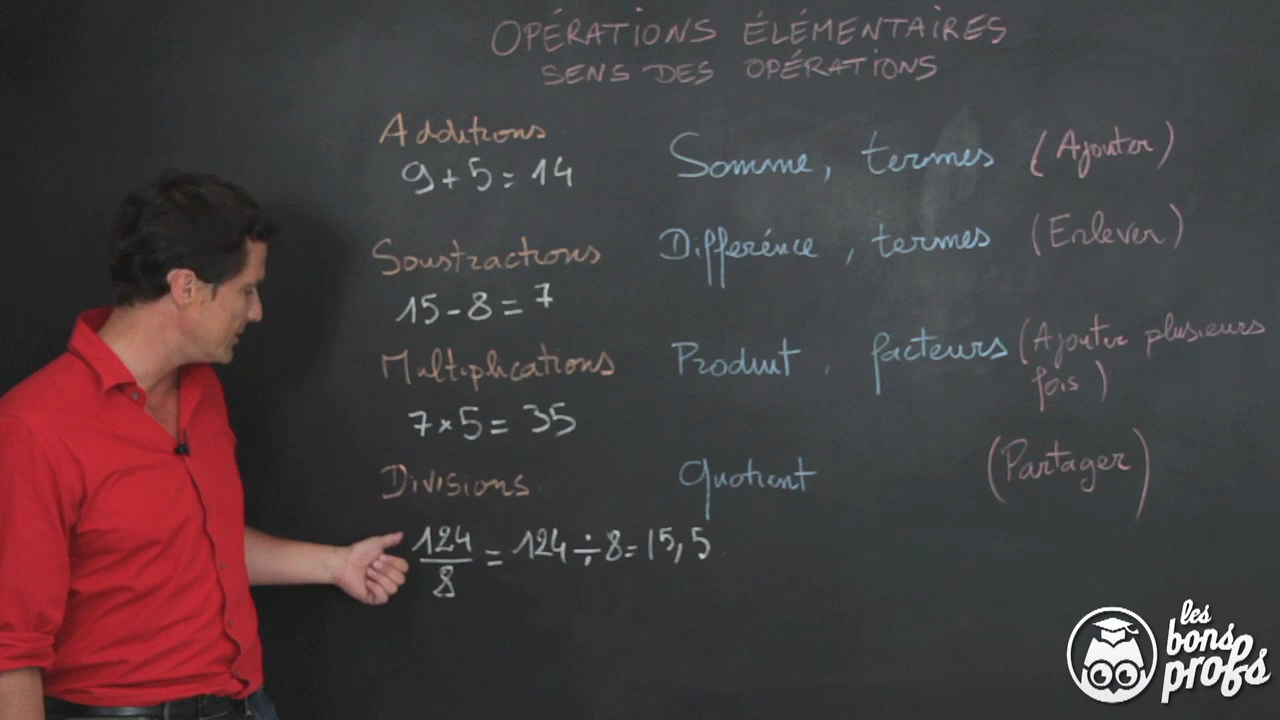 OPÉRATIONS ÉLÉMENTAIRES
SENS DES OPÉRATIONS
Additions
9 + 5 = 14
Somme, termes (Ajouter)
Soustractions
15 - 8 = 7
Différénce, termes (Enlever)
Multiplications
7 × 5 = 35
Produit, facteurs (Ajouter plusieurs
fois)
Divisions
124/8 = 124 ÷ 8 = 15,5
Quotient (Partager)
les
bons
profs